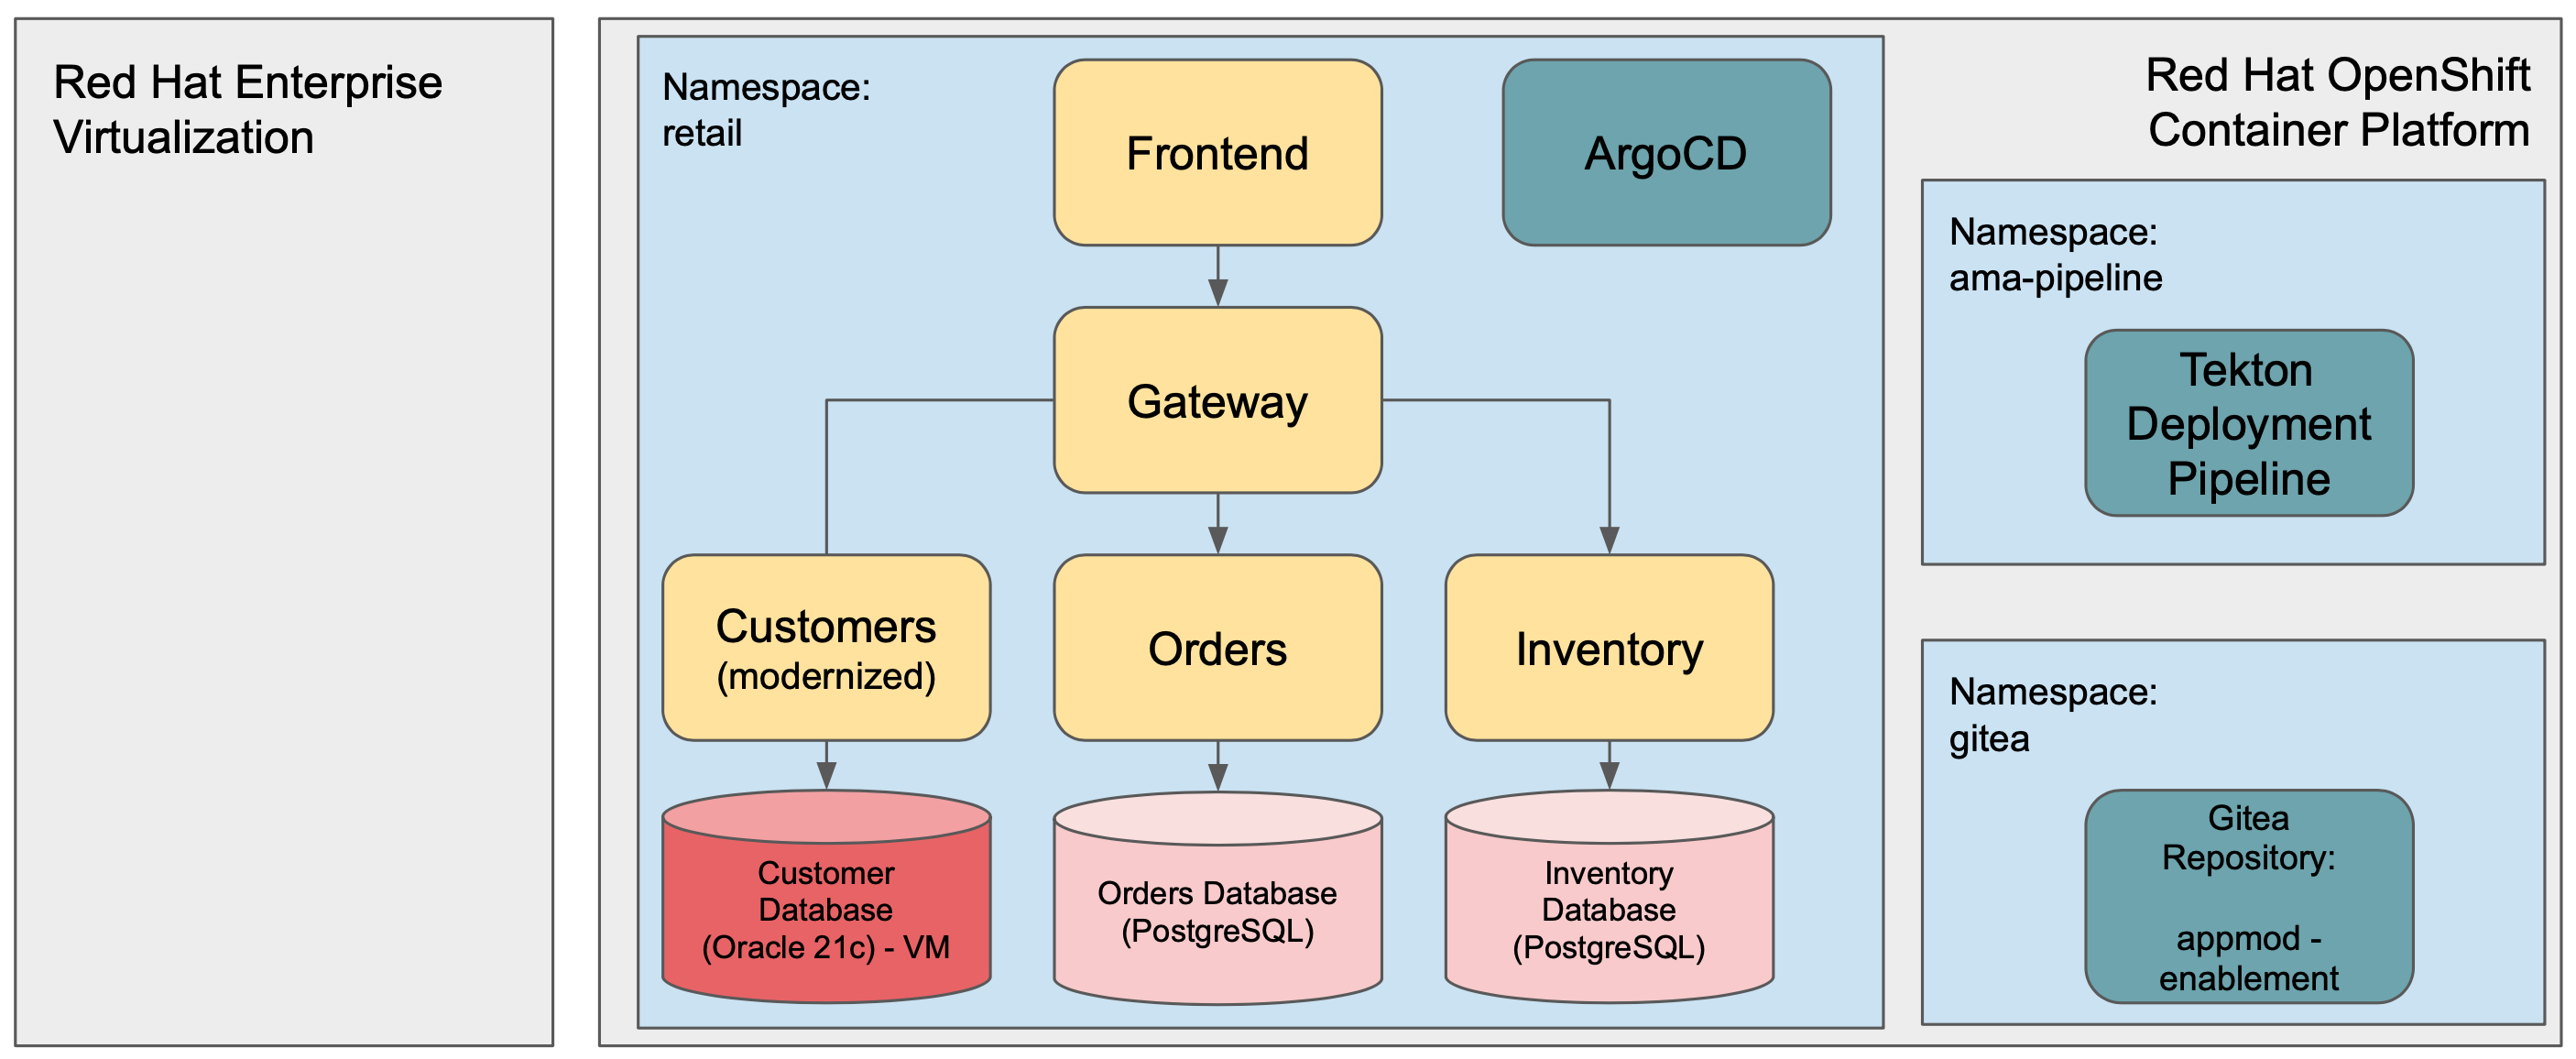 Red Hat Enterprise
Virtualization
Namespace:
retail
Frontend
ArgoCD
Gateway
Customers
(modernized)
Orders
Inventory
Customer
Database
(Oracle 21c) - VM
Orders Database
(PostgreSQL)
Inventory
Database
(PostgreSQL)
Red Hat OpenShift
Container Platform
Namespace:
ama-pipeline
Tekton
Deployment
Pipeline
Namespace:
gitea
Gitea
Repository:
appmod -
enablement